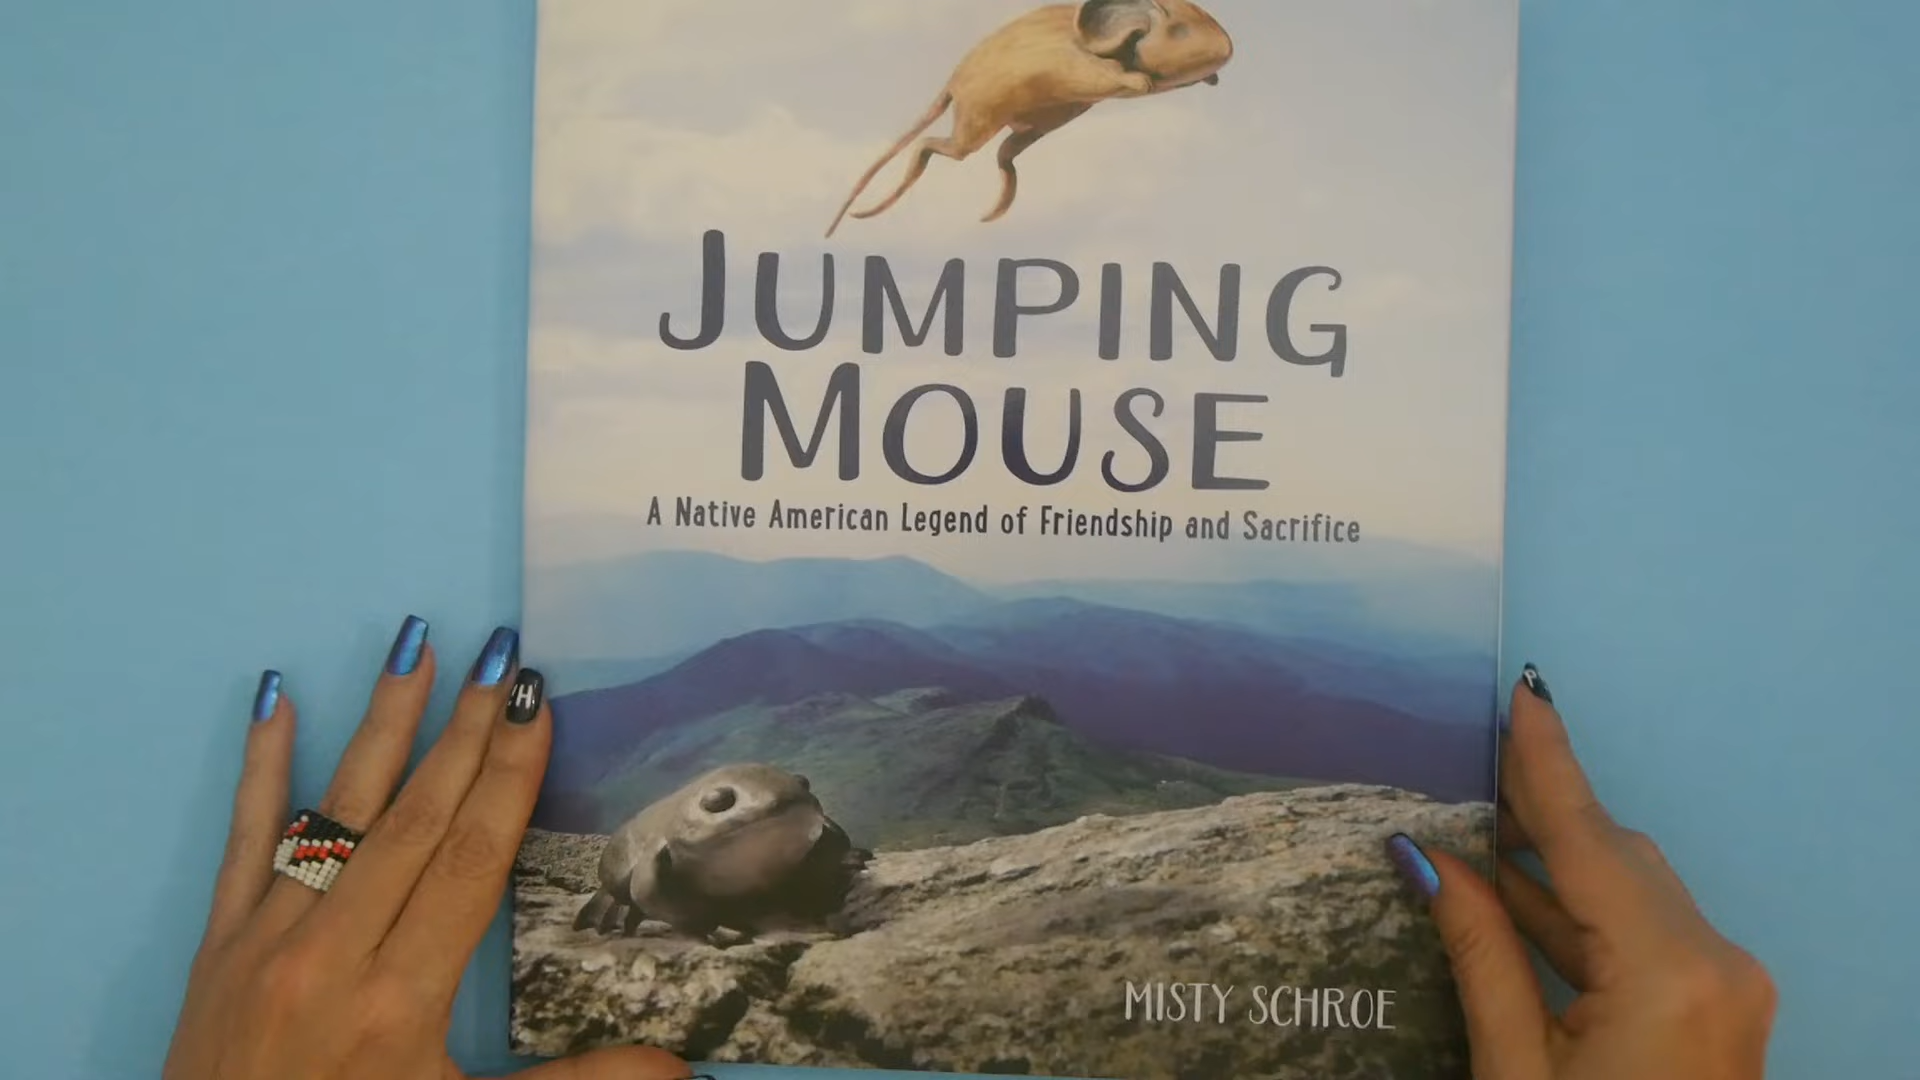 JUMPING
MOUSE
A Native American Legend of Friendship and Sacrifice
H
P
MISTY SCHROE